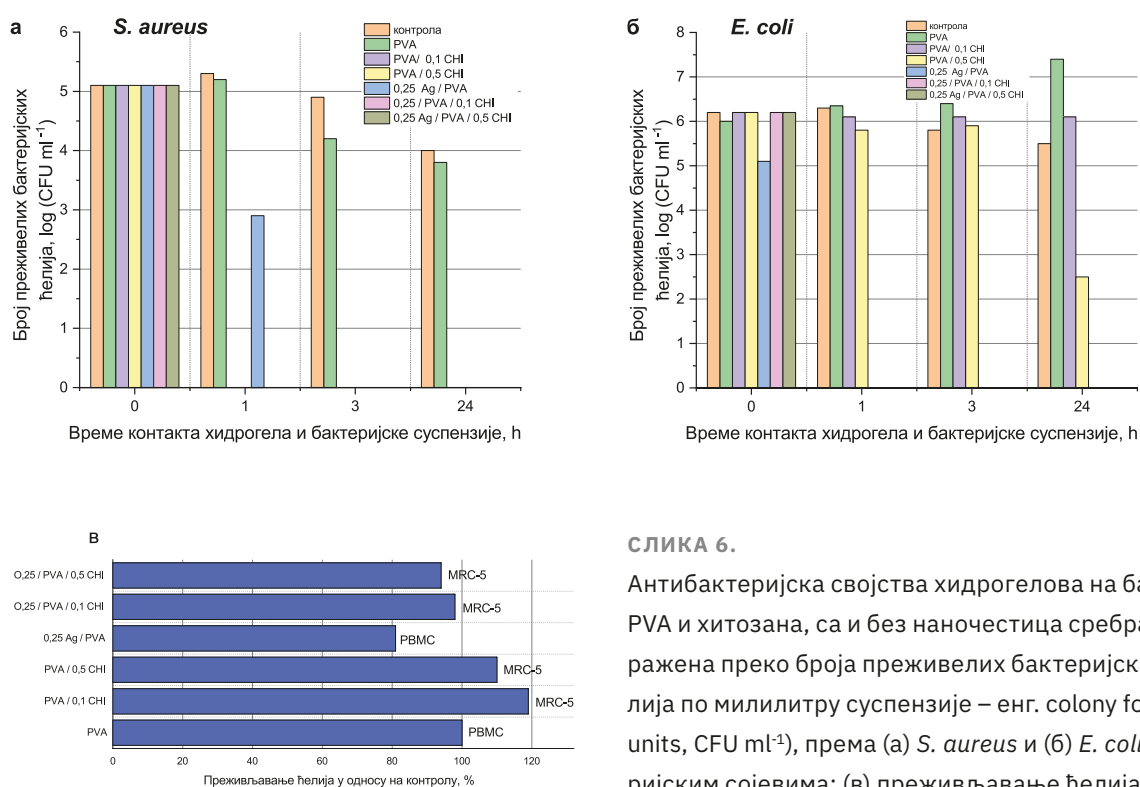 а
S. aureus
6
5
4
3
2
1
0
контрола
PVA
PVA/ 0,1 CHI
PVA / 0,5 CHI
0,25 Ag / PVA
0,25 / PVA / 0,1 CHI
0,25 Ag / PVA / 0,5 CHI
Број преживелих бактеријских
ћелија, log (CFU ml⁻¹)
0 1 3 24
Време контакта хидрогела и бактеријске суспензије, h
б
E. coli
8
7
6
5
4
3
2
1
0
контрола
PVA
PVA/ 0,1 CHI
PVA / 0,5 CHI
0,25 Ag / PVA
0,25 / PVA / 0,1 CHI
0,25 Ag / PVA / 0,5 CHI
Број преживелих бактеријских
ћелија, log (CFU ml⁻¹)
0 1 3 24
Време контакта хидрогела и бактеријске суспензије, h
в
O,25 / PVA / 0,5 CHI MRC-5
O,25 / PVA / 0,1 CHI MRC-5
0,25 Ag / PVA PBMC
PVA / 0,5 CHI MRC-5
PVA / 0,1 CHI MRC-5
PVA PBMC
0 20 40 60 80 100 120
Преживљавање ћелија у односу на контролу, %
СЛИКА 6.
Антибактеријска својства хидрогелова на ба
PVA и хитозана, са и без наночестица сребра
ражена преко броја преживелих бактеријск
лија по милилитру суспензије – енг. colony fo
units, CFU ml⁻¹), према (а) S. aureus и (б) E. coli
ријским сојевима; (в) преживљавање ћелија